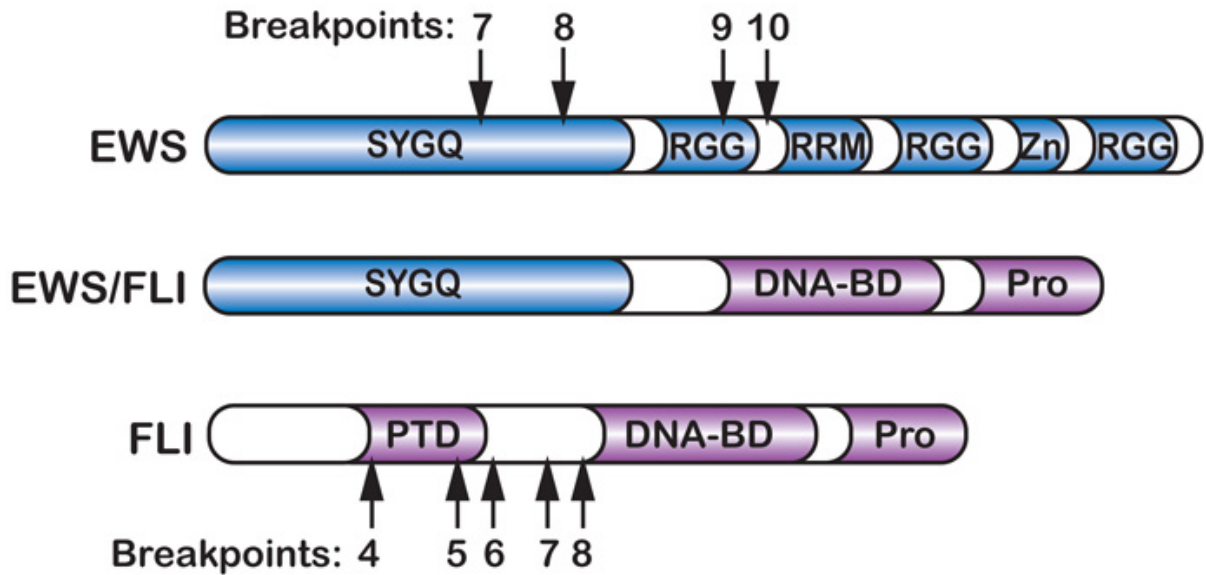 Breakpoints: 7 8 9 10
EWS SYGQ RGG RRM RGG Zn RGG
EWS/FLI SYGQ DNA-BD Pro
FLI PTD DNA-BD Pro
Breakpoints: 4 5 6 7 8